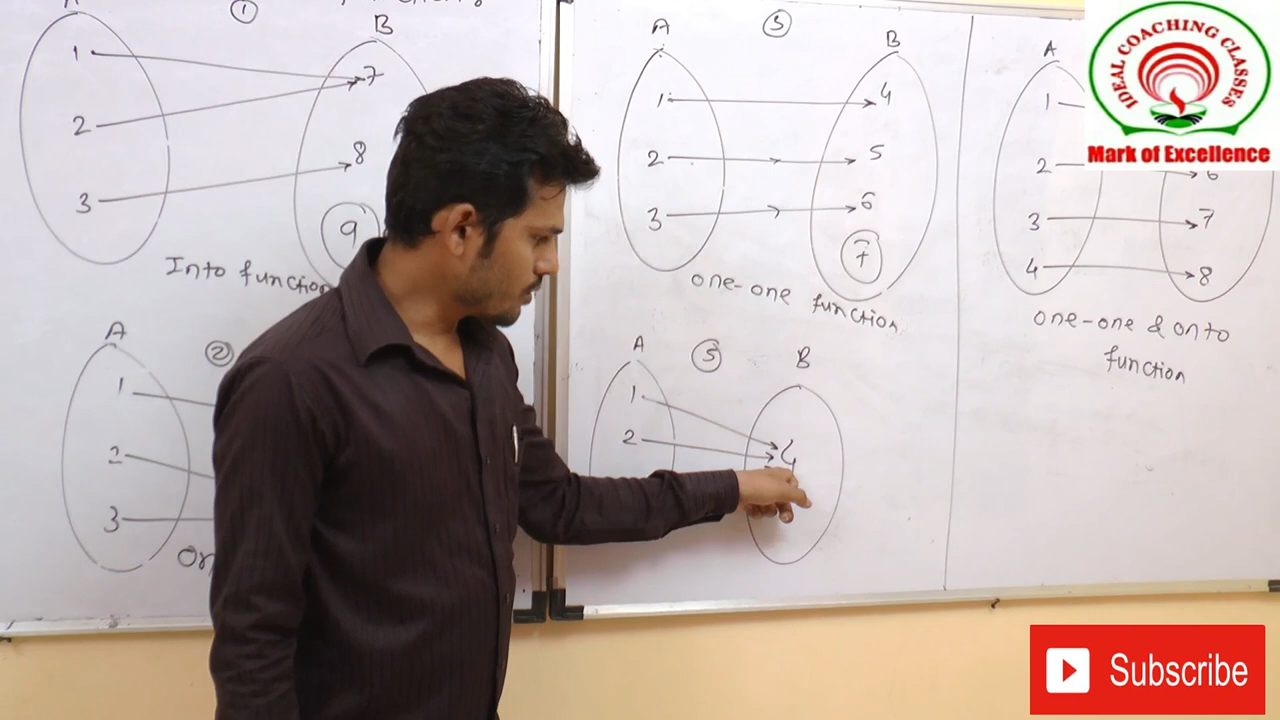 ①
A
B
1
7
2
8
3
9
Into function
②
A
1
2
3
③
A
B
1
4
2
5
3
6
7
one-one function
⑤
A
B
1
4
2
A
1
2
6
3
7
4
8
one-one & onto
function
IDEAL COACHING CLASSES
Mark of Excellence
Subscribe